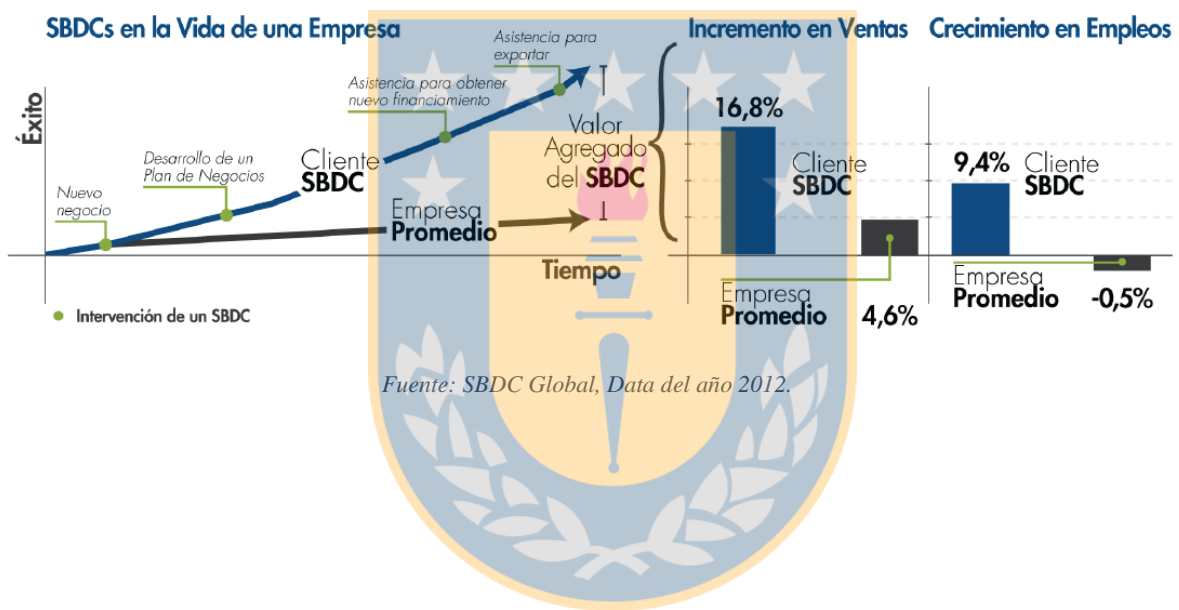 SBDCs en la Vida de una Empresa
Éxito
Nuevo
negocio
Desarrollo de un
Plan de Negocios
Asistencia para obtener
nuevo financiamiento
Asistencia para
exportar
Cliente
SBDC
Empresa
Promedio
Valor
Agregado
del SBDC
Tiempo
Intervención de un SBDC
Incremento en Ventas
16,8%
Cliente
SBDC
Empresa
Promedio
4,6%
Crecimiento en Empleos
9,4%
Cliente
SBDC
Empresa
Promedio
-0,5%
Fuente: SBDC Global, Data del año 2012.